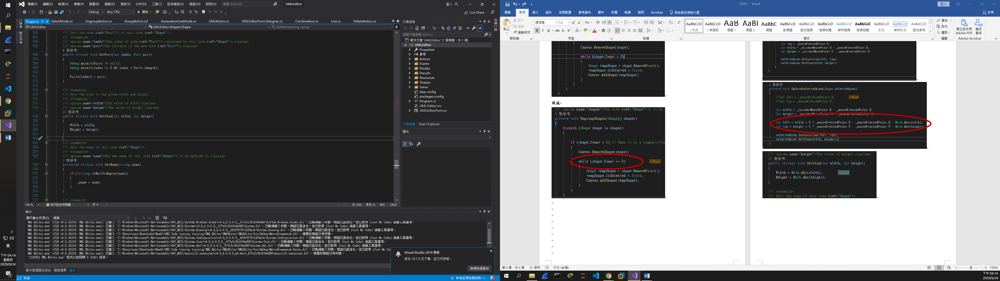 檔案(F) 編輯(E) 檢視(V) 專案(P) 建置(B) 偵錯(D) 測試(S) 分析(N) 工具(T) 延伸模組(X) 視窗(W) 說明(H) 搜尋 (Ctrl+Q) UMLEditor 登入
Debug Any CPU 開始 Live Share
Shape.cs SelectMode.cs UngroupAction.cs GroupAction.cs* GenerationLineMode.cs UMLAction.cs UMLEditorForm.Designer.cs Combination.cs Line.cs DeleteAction.cs
UMLEditor UMLEditor.Shapes.Shape SetName(string name)
502 /// Sets the <see cref="Port"/> of this <see cref="Shape"/>.
503 /// </summary>
504 /// <param name="index">The index of <see cref="Port"/> contained by this <see cref="Shape"/>.</param>
505 /// <param name="port">The instance of the new <see cref="Port"/>.</param>
4 個參考
506 public virtual void SetPort(int index, Port port)
507 {
508 Debug.Assert(Ports != null);
509 Debug.Assert(index >= 0 && index < Ports.Length);
510
511 Ports[index] = port;
512 }
513
514 /// <summary>
515 /// Sets the size to the given width and height.
516 /// </summary>
517 /// <param name="width">The value of width.</param>
518 /// <param name="height">The value of height.</param>
11 個參考
519 public virtual void SetSize(int width, int height)
520 {
521 Width = width;
522 Height = height;
523 }
524
525 /// <summary>
526 /// Sets the name of this <see cref="Shape"/>.
527 /// </summary>
528 /// <param name="name">The new name of this <see cref="Shape"/> to be updated to.</param>
3 個參考
529 protected virtual void SetName(string name)
530 {
531 if (!string.IsNullOrEmpty(name))
532 {
533 _name = name;
534 }
535 }
536
537 /// <summary>
100 % 找不到任何問題 行: 524 字元: 9 SPC CRLF
方案總管
搜尋方案總管 (Ctrl+;)
解決方案 'UMLEditor' (1 個專案，共 1 個)
UMLEditor
Properties
參考
Actions
Events
Modes
Pseudo
Resources
Shapes
Views
App.config
packages.config
Program.cs
UML Editor.ico
UMLEditorForm.cs
方案總管 Team Explorer
屬性
輸出
顯示輸出來源(S): 偵錯
UML Editor.exe' (CLR v4.0.30319: UML Editor.exe): 已載入 'C:\Windows\Microsoft.Net\assembly\GAC_MSIL\System.Windows.Forms\v4.0_4.0.0.0__b77a5c561934e089\System.Windows.Forms.dll'。已略過載入符號。模組已最佳化，並已啟用 [Just My Code] 偵錯工具選項。
UML Editor.exe' (CLR v4.0.30319: UML Editor.exe): 已載入 'C:\Windows\Microsoft.Net\assembly\GAC_MSIL\System\v4.0_4.0.0.0__b77a5c561934e089\System.dll'。已略過載入符號。模組已最佳化，並已啟用 [Just My Code] 偵錯工具選項。
UML Editor.exe' (CLR v4.0.30319: UML Editor.exe): 已載入 'C:\Windows\Microsoft.Net\assembly\GAC_MSIL\System.Drawing\v4.0_4.0.0.0__b03f5f7f11d50a3a\System.Drawing.dll'。已略過載入符號。模組已最佳化，並已啟用 [Just My Code] 偵錯工具選項。
UML Editor.exe' (CLR v4.0.30319: UML Editor.exe): 已載入 'C:\Users\user\Downloads\Week1\HW2 Code tracing training\UML-Editor\UMLEditor\UMLEditor\bin\Debug\MetroFramework.dll'。建置的模組沒有符號。
UML Editor.exe' (CLR v4.0.30319: UML Editor.exe): 已載入 'C:\Windows\Microsoft.Net\assembly\GAC_MSIL\System.Configuration\v4.0_4.0.0.0__b03f5f7f11d50a3a\System.Configuration.dll'。已略過載入符號。模組已最佳化，並已啟用 [Just My Code] 偵錯工具選項。
UML Editor.exe' (CLR v4.0.30319: UML Editor.exe): 已載入 'C:\Windows\Microsoft.Net\assembly\GAC_MSIL\System.Core\v4.0_4.0.0.0__b77a5c561934e089\System.Core.dll'。已略過載入符號。模組已最佳化，並已啟用 [Just My Code] 偵錯工具選項。
UML Editor.exe' (CLR v4.0.30319: UML Editor.exe): 已載入 'C:\Windows\Microsoft.Net\assembly\GAC_MSIL\System.Xml\v4.0_4.0.0.0__b77a5c561934e089\System.Xml.dll'。已略過載入符號。模組已最佳化，並已啟用 [Just My Code] 偵錯工具選項。
UML Editor.exe' (CLR v4.0.30319: UML Editor.exe): 已載入 'C:\Users\user\Downloads\Week1\HW2 Code tracing training\UML-Editor\UMLEditor\UMLEditor\bin\Debug\MetroFramework.Fonts.dll'。已略過載入符號。模組已最佳化，並已啟用 [Just My Co
UML Editor.exe' (CLR v4.0.30319: UML Editor.exe): 已載入 'C:\Windows\Microsoft.Net\assembly\GAC_MSIL\mscorlib.resources\v4.0_4.0.0.0_zh-Hant_b77a5c561934e089\mscorlib.resources.dll'。建置的模組沒有符號。
'[12028] UML Editor.exe' 程式以返回碼 0 (0x0) 結束。
套件管理器主控台 錯誤清單 輸出
Visual Studio 2019 更新
版本 16.7.4 已下載，並已可安裝。
檢視詳細資料
就緒 新增至原始檔控制 3
英
下午 04:14
星期四
2020/9/24
3
文件1 - Word 登入
檔案 常用 插入 設計 版面配置 參考資料 郵件 校閱 檢視 說明 Acrobat 告訴我您想做什麼 共用
貼上 剪下 複製 複製格式 剪貼簿
標楷體 12 字型
段落
AaBbCcD 內文
AaBbCcD 無間距
AaB 標題 1
AaBl 標題 2
AaBbC 標題
AaBbC 副標題
AaBbCcD 區別強調
AaBbCcD 強調斜體
AaBbCcD 鮮明強調
AaBbCcD 強調粗體
AaBbCcD 引文
AaBbCcD 鮮明引文
AaBbCcD 區別參考
樣式
尋找 取代 選取 編輯
建立並共用 Adobe PDF 請求簽名 Adobe Acrobat
{
Canvas.RemoveShape(shape);
while (shape.Count > 0)
{
Shape tempShape = shape.RemoveFirst();
tempShape.IsSelected = false;
Canvas.AddShape(tempShape);
}
}
}
}
改成
/// <param name="shapes">The <see cref="Shape"/>s to be
1 個參考
private void UngroupShapes(Shape[] shapes)
{
foreach (Shape shape in shapes)
{
if (shape.Count > 1) // Then it is a compositior
{
Canvas.RemoveShape(shape);
while (shape.Count == 0) //Bug3
{
Shape tempShape = shape.RemoveFirst();
tempShape.IsSelected = false;
Canvas.AddShape(tempShape);
}
}
}
int top = _mousePressedPoint.Y;
int width = _currentMousePoint.X - _mousePressedPoint.X;
int height = _currentMousePoint.Y - _mousePressedPoint.Y;
selectedArea.SetLocation(left, top);
selectedArea.SetSize(width, height);
}
}
}
1 個參考
private void UpdateSelectedArea(Shape selectedArea)
{
//int left = _mousePressedPoint.X; //Bug4
//int top = _mousePressedPoint.Y;
int width = _currentMousePoint.X - _mousePressedPoint.X;
int height = _currentMousePoint.Y - _mousePressedPoint.Y;
int left = width > 0 ? _mousePressedPoint.X : _mousePressedPoint.X - Math.Abs(width);
int top = height > 0 ? _mousePressedPoint.Y : _mousePressedPoint.Y - Math.Abs(height);
selectedArea.SetLocation(left, top);
selectedArea.SetSize(width, height);
}
/// <param name="height">The value of height.</param>
11 個參考
public virtual void SetSize(int width, int height)
{
Width = Math.Abs(width); //Bug4
Height = Math.Abs(height);
}
/// <summary>
/// Sets the name of this <see cref="Shape"/>.
第 4 頁，共 4 頁 21 個字 中文 (台灣) 100%
下午 04:14
2020/9/24